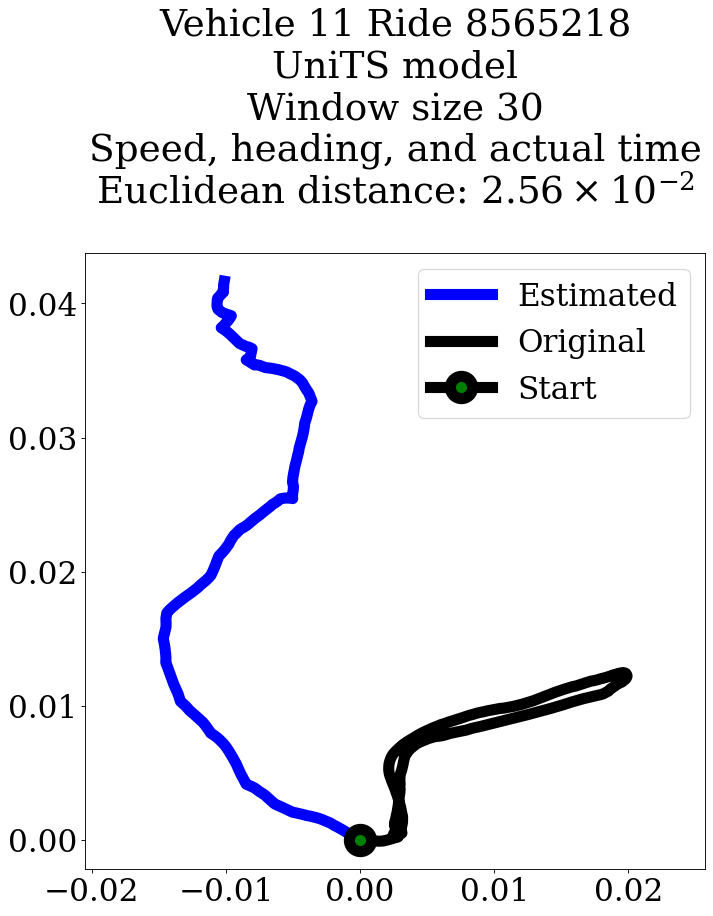 Vehicle 11 Ride 8565218
UniTS model
Window size 30
Speed, heading, and actual time
Euclidean distance: 2.56 × 10⁻²
Estimated
Original
Start
0.04
0.03
0.02
0.01
0.00
−0.02 −0.01 0.00 0.01 0.02